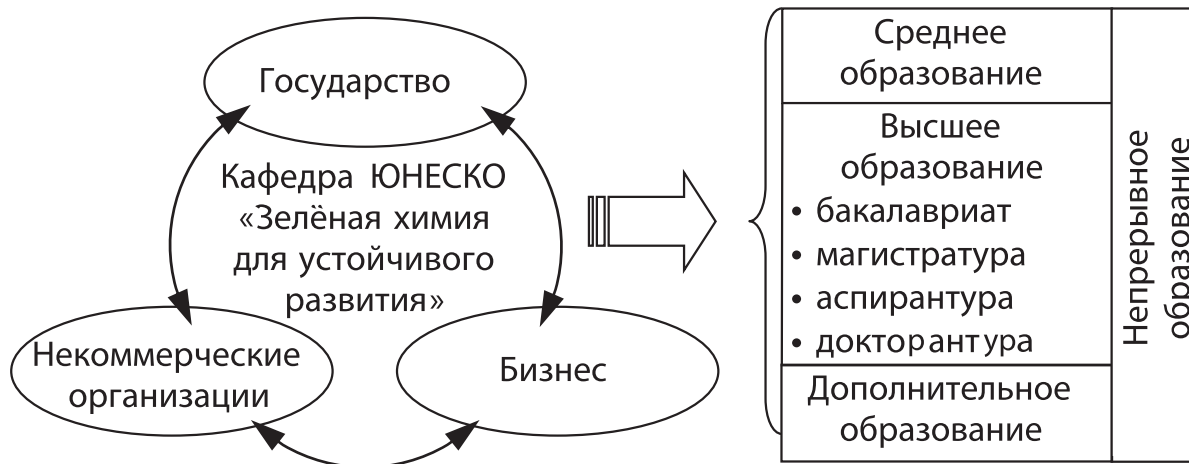 Государство
Кафедра ЮНЕСКО
«Зелёная химия
для устойчивого
развития»
Некоммерческие
организации
Бизнес
Среднее
образование
Высшее
образование
• бакалавриат
• магистратура
• аспирантура
• докторантура
Дополнительное
образование
Непрерывное
образование